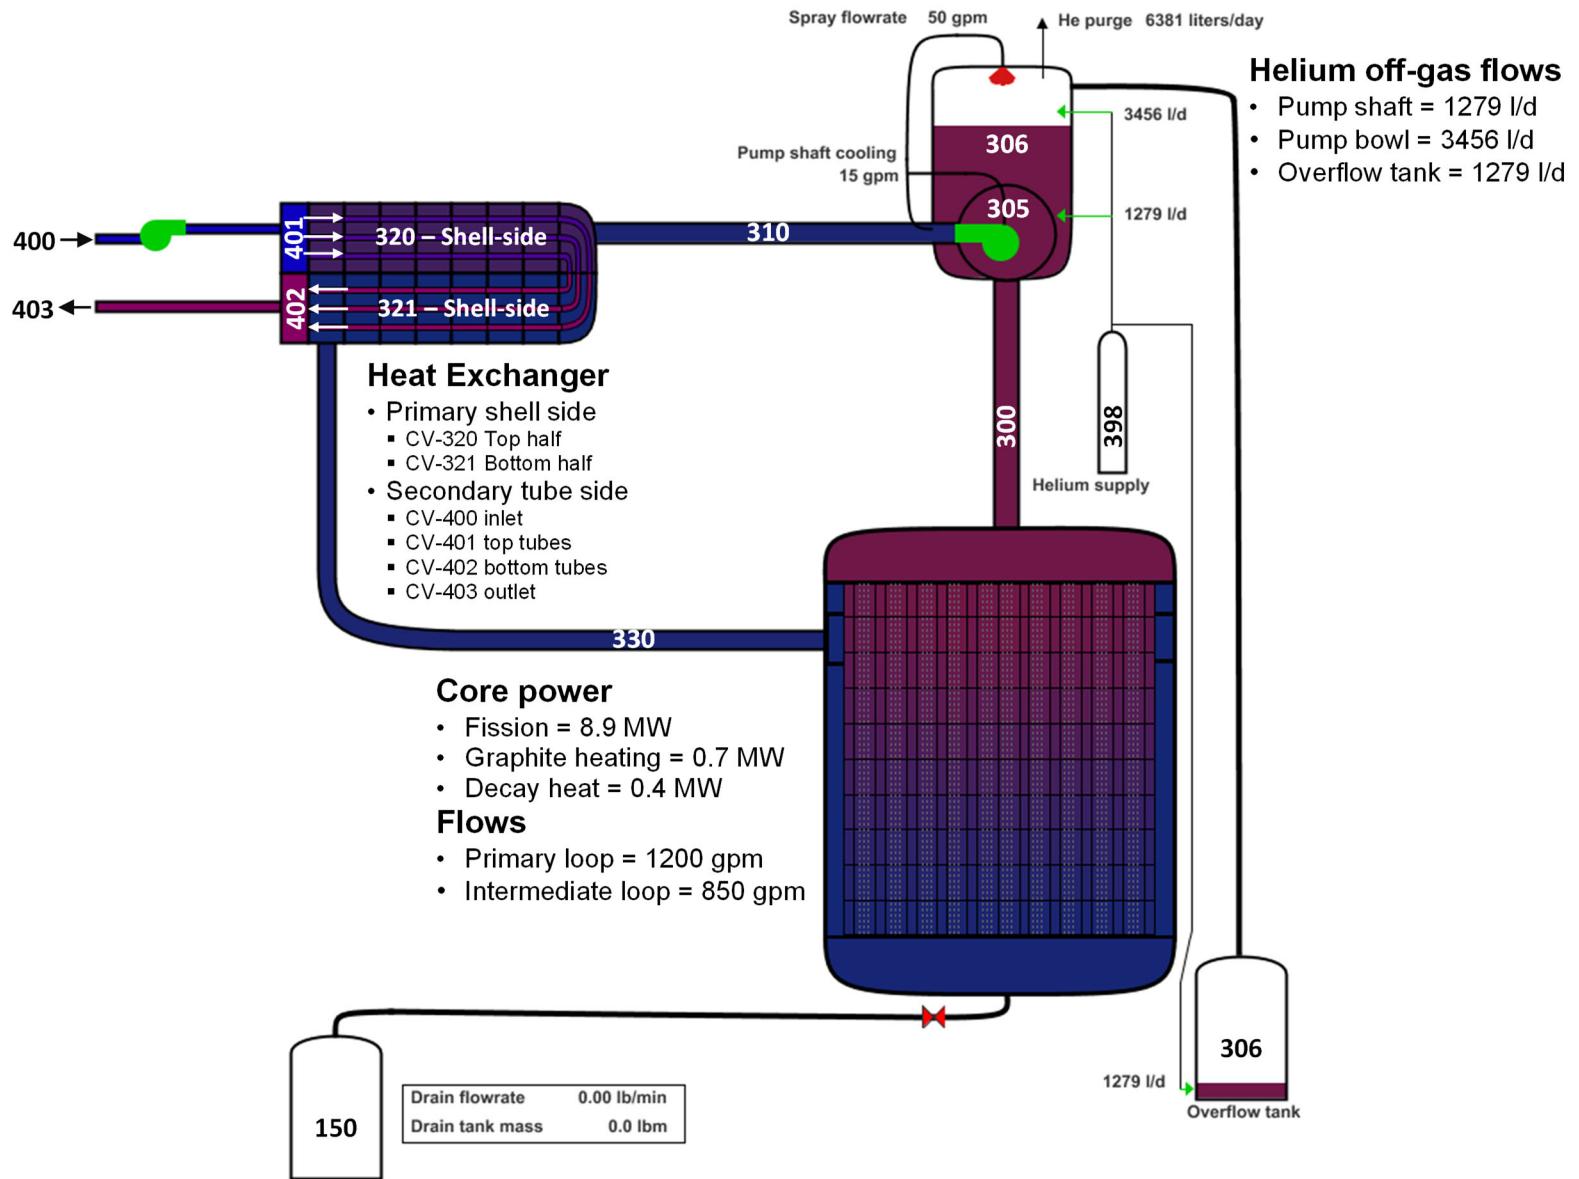 Spray flowrate 50 gpm
He purge 6381 liters/day
Helium off-gas flows
• Pump shaft = 1279 l/d
• Pump bowl = 3456 l/d
• Overflow tank = 1279 l/d
3456 l/d
306
Pump shaft cooling
15 gpm
305
1279 l/d
400
401
320 – Shell-side
310
403
402
321 – Shell-side
Heat Exchanger
• Primary shell side
▪ CV-320 Top half
▪ CV-321 Bottom half
• Secondary tube side
▪ CV-400 inlet
▪ CV-401 top tubes
▪ CV-402 bottom tubes
▪ CV-403 outlet
300
398
Helium supply
330
Core power
• Fission = 8.9 MW
• Graphite heating = 0.7 MW
• Decay heat = 0.4 MW
Flows
• Primary loop = 1200 gpm
• Intermediate loop = 850 gpm
306
1279 l/d
Overflow tank
150
Drain flowrate 0.00 lb/min
Drain tank mass 0.0 lbm